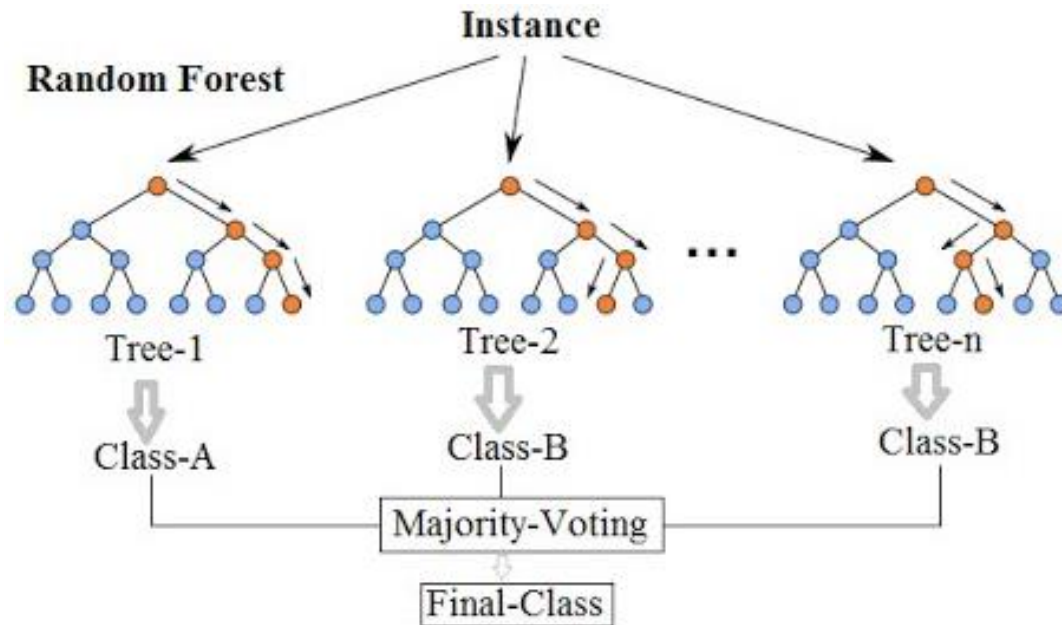 Instance
Random Forest
...
Tree-1
Tree-2
Tree-n
Class-A
Class-B
Class-B
Majority-Voting
Final-Class